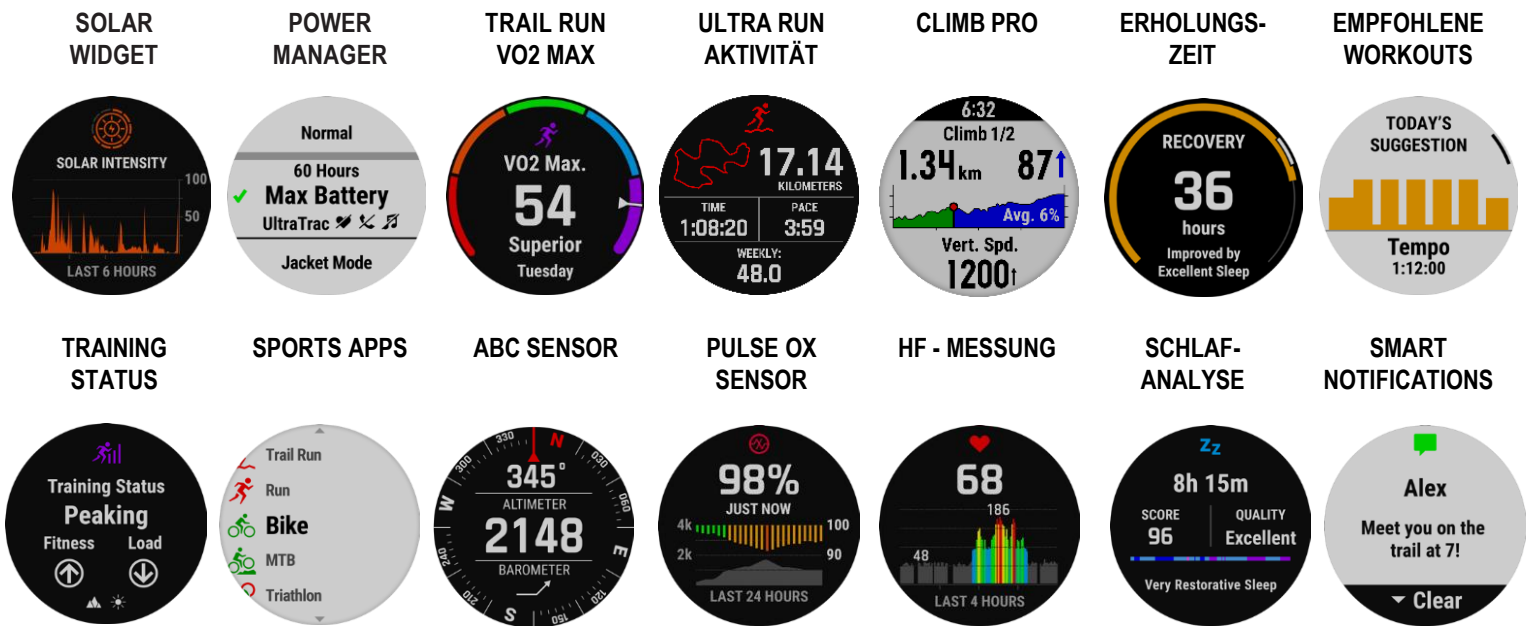 SOLAR
WIDGET
POWER
MANAGER
TRAIL RUN
VO2 MAX
ULTRA RUN
AKTIVITÄT
CLIMB PRO
ERHOLUNGS-
ZEIT
EMPFOHLENE
WORKOUTS
SOLAR INTENSITY
100
50
LAST 6 HOURS
Normal
60 Hours
Max Battery
UltraTrac
Jacket Mode
VO2 Max.
54
Superior
Tuesday
17.14
KILOMETERS
TIME PACE
1:08:20 3:59
WEEKLY:
48.0
6:32
Climb 1/2
1.34 km 87↑
Avg. 6%
Vert. Spd.
1200↑
RECOVERY
36
hours
Improved by
Excellent Sleep
TODAY'S
SUGGESTION
Tempo
1:12:00
TRAINING
STATUS
SPORTS APPS
ABC SENSOR
PULSE OX
SENSOR
HF - MESSUNG
SCHLAF-
ANALYSE
SMART
NOTIFICATIONS
Training Status
Peaking
Fitness Load
Trail Run
Run
Bike
MTB
Triathlon
330 N
300 030
345°
W 060
ALTIMETER
2148
240 E
BAROMETER
210 120
S 150
98%
JUST NOW
4k 100
2k 90
LAST 24 HOURS
68
186
48
LAST 4 HOURS
Zz
8h 15m
SCORE QUALITY
96 Excellent
Very Restorative Sleep
Alex
Meet you on the
trail at 7!
Clear